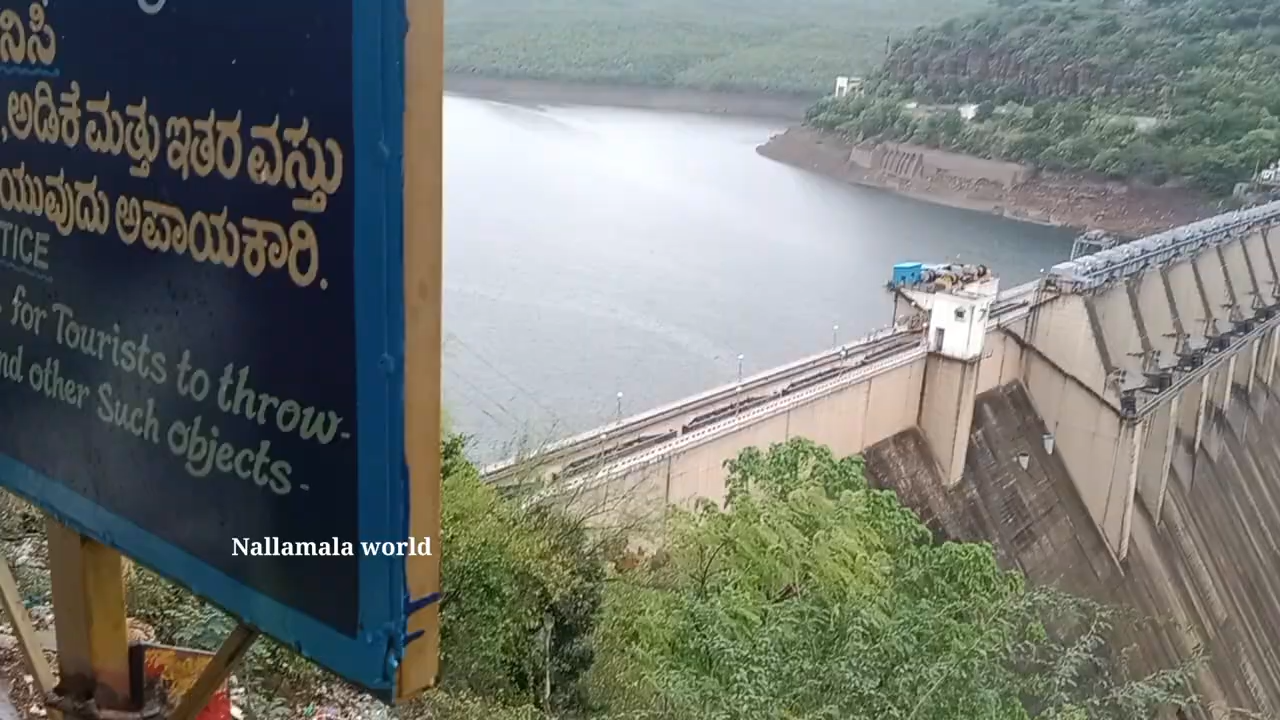 ನಿಸಿ
,ಅಡಿಕೆ ಮತ್ತು ಇತರ ವಸ್ತು
ಯುವುದು ಅಪಾಯಕಾರಿ.
TICE
for Tourists to throw-
nd other Such objects-
Nallamala world